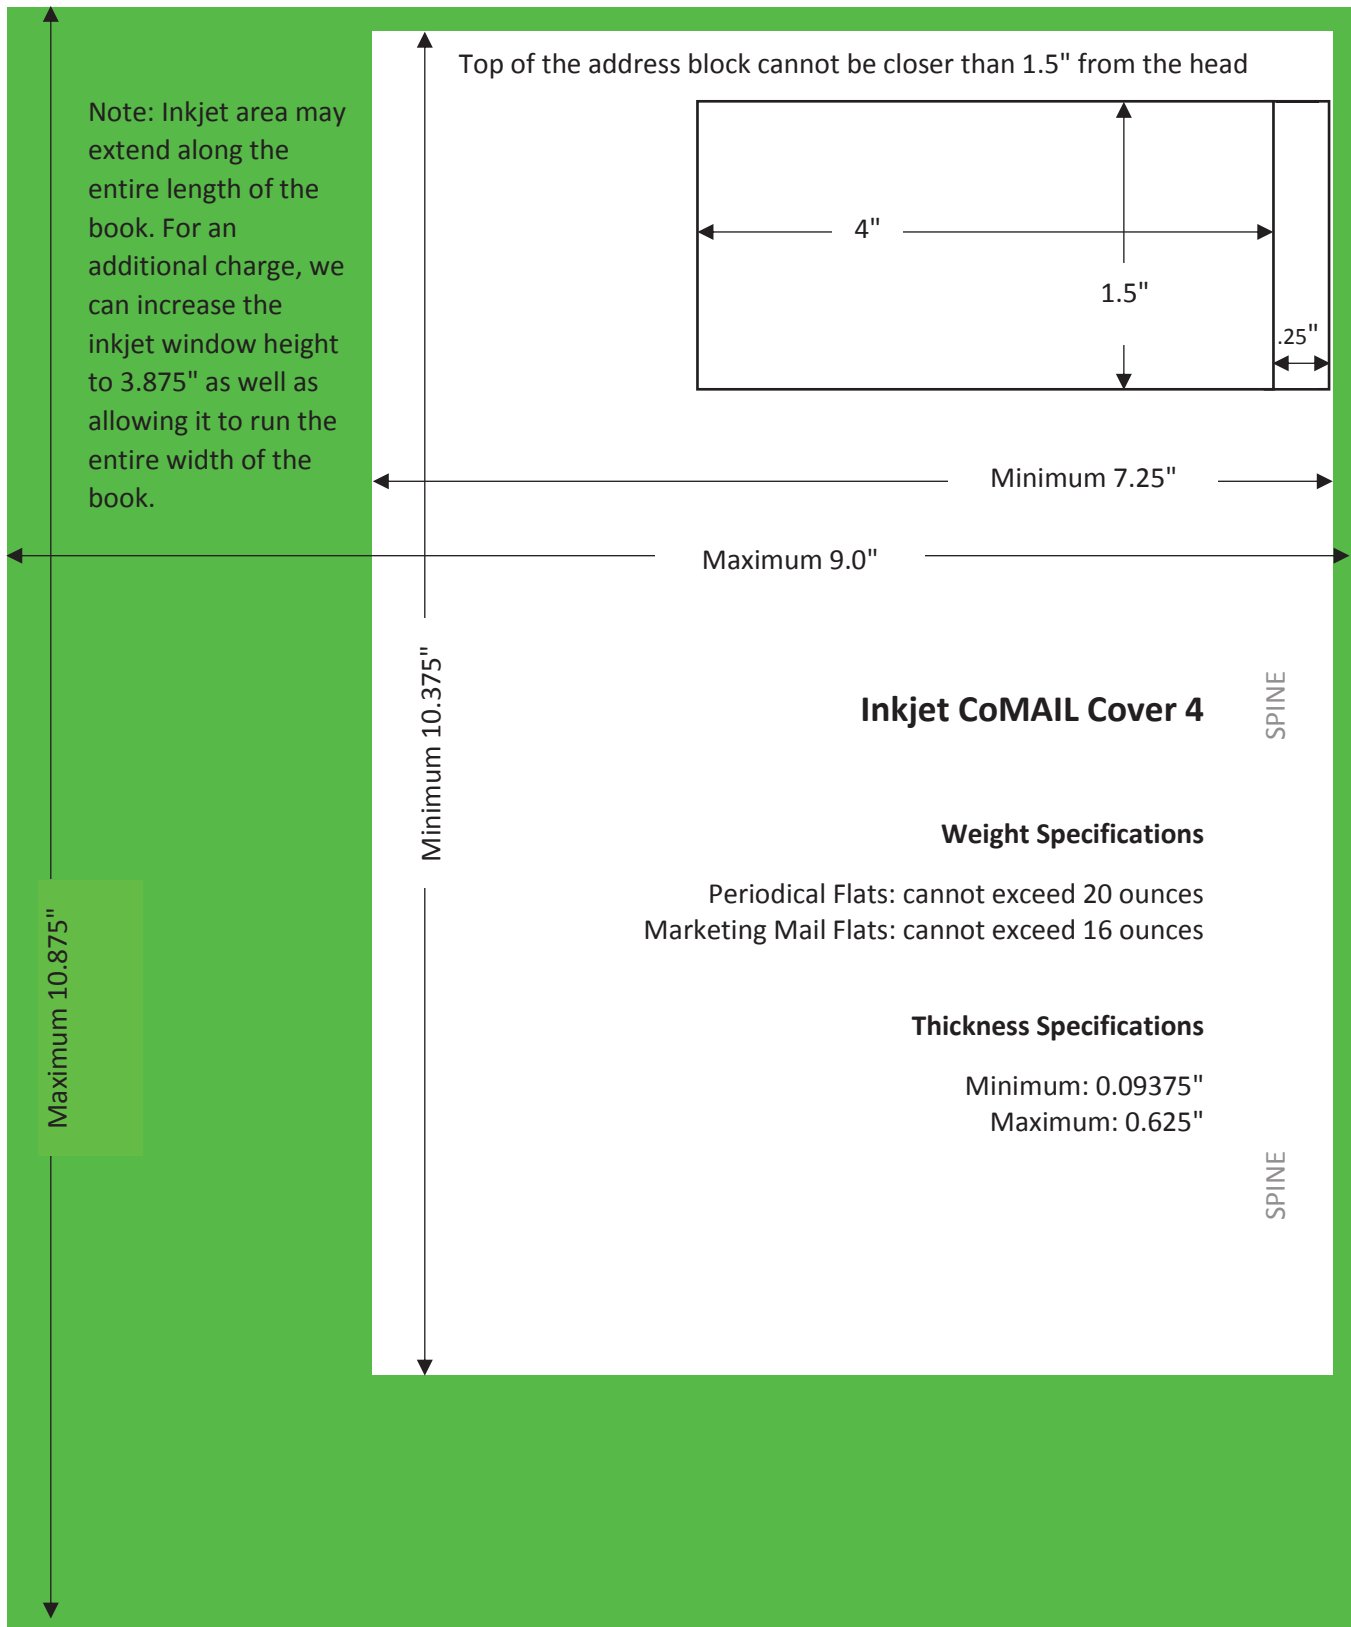 Top of the address block cannot be closer than 1.5" from the head
Note: Inkjet area may
extend along the
entire length of the
book. For an
additional charge, we
can increase the
inkjet window height
to 3.875" as well as
allowing it to run the
entire width of the
book.
4"
1.5"
.25"
Minimum 7.25"
Maximum 9.0"
Minimum 10.375"
Maximum 10.875"
Inkjet CoMAIL Cover 4
SPINE
Weight Specifications
Periodical Flats: cannot exceed 20 ounces
Marketing Mail Flats: cannot exceed 16 ounces
Thickness Specifications
Minimum: 0.09375"
Maximum: 0.625"
SPINE